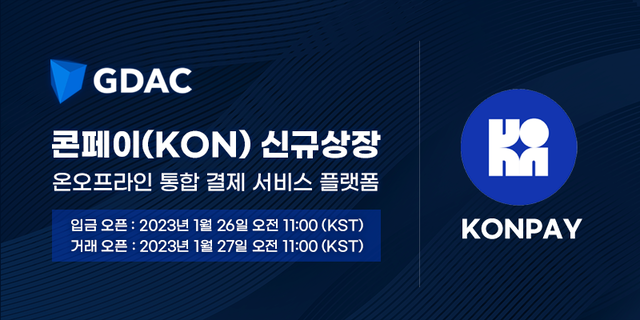 GDAC
콘페이(KON) 신규상장
온오프라인 통합 결제 서비스 플랫폼
입금 오픈 : 2023년 1월 26일 오전 11:00 (KST)
거래 오픈 : 2023년 1월 27일 오전 11:00 (KST)
KONPAY